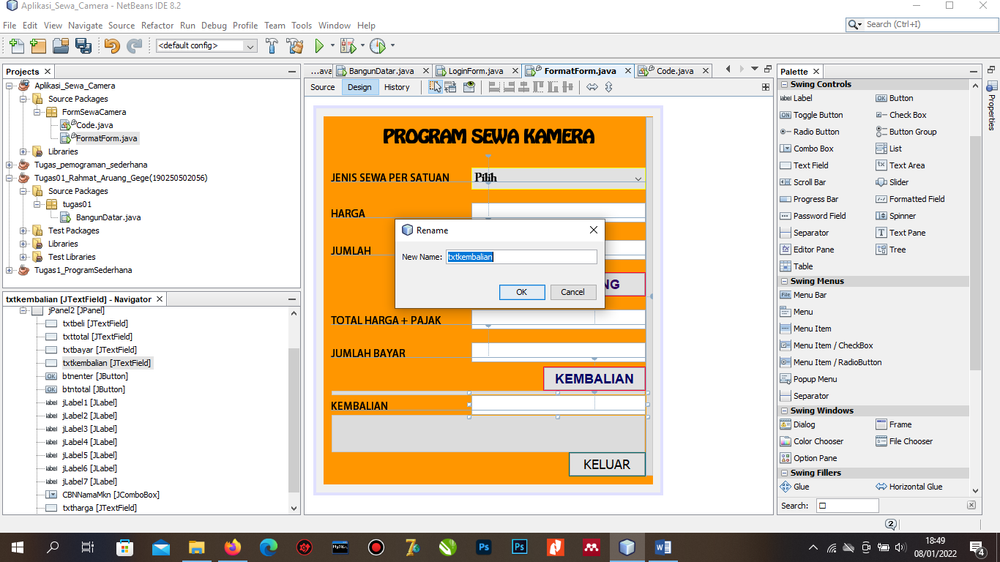 Aplikasi_Sewa_Camera - NetBeans IDE 8.2
File Edit View Navigate Source Refactor Run Debug Profile Team Tools Window Help
Search (Ctrl+I)
<default config>
Projects
Aplikasi_Sewa_Camera
Source Packages
FormSewaCamera
Code.java
FormatForm.java
Libraries
Tugas_pemograman_sederhana
Tugas01_Rahmat_Aruang_Gege(190250502056)
Source Packages
tugas01
BangunDatar.java
Test Packages
Libraries
Test Libraries
Tugas1_ProgramSederhana
txtkembalian [JTextField] - Navigator
jPanel2 [JPanel]
txtbeli [JTextField]
txttotal [JTextField]
txtbayar [JTextField]
txtkembalian [JTextField]
btnenter [JButton]
btntotal [JButton]
jLabel1 [JLabel]
jLabel2 [JLabel]
jLabel3 [JLabel]
jLabel4 [JLabel]
jLabel5 [JLabel]
jLabel6 [JLabel]
jLabel7 [JLabel]
CBNNamaMkn [JComboBox]
txtharga [JTextField]
...ava BangunDatar.java LoginForm.java FormatForm.java Code.java
Source Design History
PROGRAM SEWA KAMERA
JENIS SEWA PER SATUAN Pilih
HARGA
JUMLAH
NG
TOTAL HARGA + PAJAK
JUMLAH BAYAR
KEMBALIAN
KEMBALIAN
KELUAR
Rename
New Name: txtkembalian
OK Cancel
Palette
Swing Controls
Label Button
Toggle Button Check Box
Radio Button Button Group
Combo Box List
Text Field Text Area
Scroll Bar Slider
Progress Bar Formatted Field
Password Field Spinner
Separator Text Pane
Editor Pane Tree
Table
Swing Menus
Menu Bar
Menu
Menu Item
Menu Item / CheckBox
Menu Item / RadioButton
Popup Menu
Separator
Swing Windows
Dialog Frame
Color Chooser File Chooser
Option Pane
Swing Fillers
Glue Horizontal Glue
Search:
Properties
2
18:49
08/01/2022
4